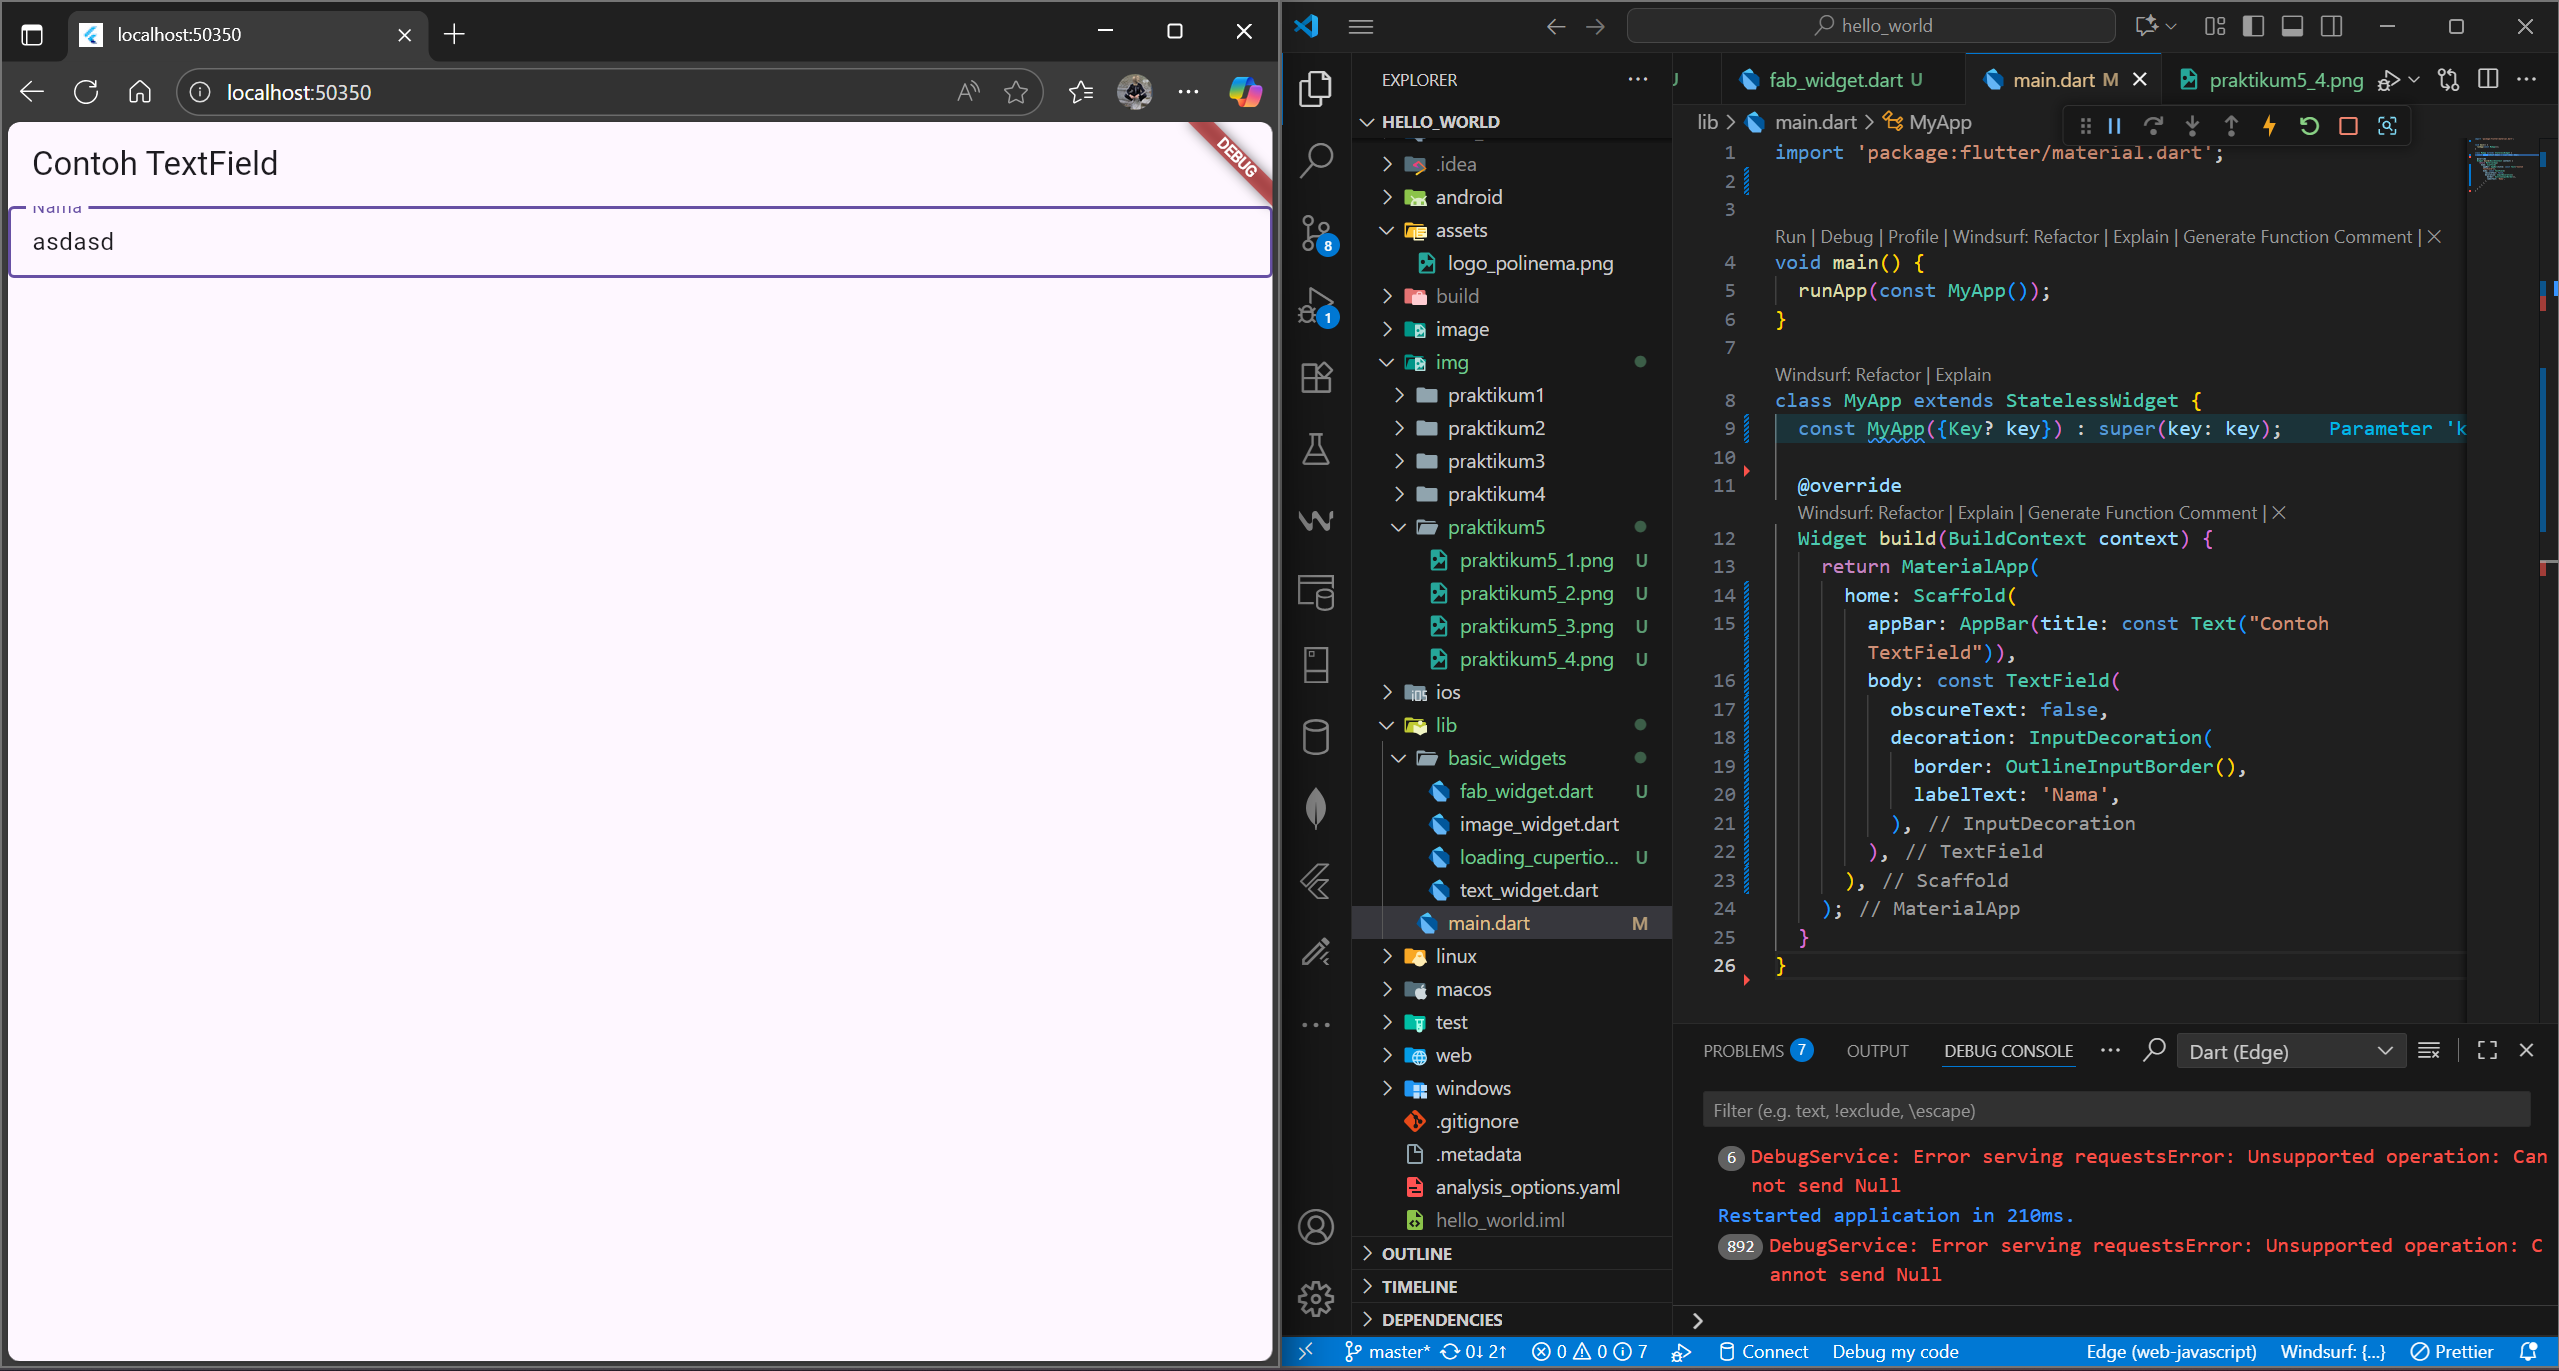 localhost:50350
localhost:50350
Contoh TextField
DEBUG
Nama
asdasd
hello_world
EXPLORER
HELLO_WORLD
.idea
android
assets
logo_polinema.png
build
image
img
praktikum1
praktikum2
praktikum3
praktikum4
praktikum5
praktikum5_1.png U
praktikum5_2.png U
praktikum5_3.png U
praktikum5_4.png U
ios
lib
basic_widgets
fab_widget.dart U
image_widget.dart
loading_cupertio... U
text_widget.dart
main.dart M
linux
macos
test
web
windows
.gitignore
.metadata
analysis_options.yaml
hello_world.iml
OUTLINE
TIMELINE
DEPENDENCIES
8
1
U
fab_widget.dart U
main.dart M
praktikum5_4.png
lib > main.dart > MyApp
1 import 'package:flutter/material.dart';
2
3
Run | Debug | Profile | Windsurf: Refactor | Explain | Generate Function Comment | ×
4 void main() {
5 runApp(const MyApp());
6 }
7
Windsurf: Refactor | Explain
8 class MyApp extends StatelessWidget {
9 const MyApp({Key? key}) : super(key: key); Parameter 'k
10
11 @override
Windsurf: Refactor | Explain | Generate Function Comment | ×
12 Widget build(BuildContext context) {
13 return MaterialApp(
14 home: Scaffold(
15 appBar: AppBar(title: const Text("Contoh
TextField")),
16 body: const TextField(
17 obscureText: false,
18 decoration: InputDecoration(
19 border: OutlineInputBorder(),
20 labelText: 'Nama',
21 ), // InputDecoration
22 ), // TextField
23 ), // Scaffold
24 ); // MaterialApp
25 }
26 }
PROBLEMS 7 OUTPUT DEBUG CONSOLE ... Dart (Edge)
Filter (e.g. text, !exclude, \escape)
6 DebugService: Error serving requestsError: Unsupported operation: Can
not send Null
Restarted application in 210ms.
892 DebugService: Error serving requestsError: Unsupported operation: C
annot send Null
master* 0↓ 2↑ 0 0 7 Connect Debug my code Edge (web-javascript) Windsurf: {...} Prettier